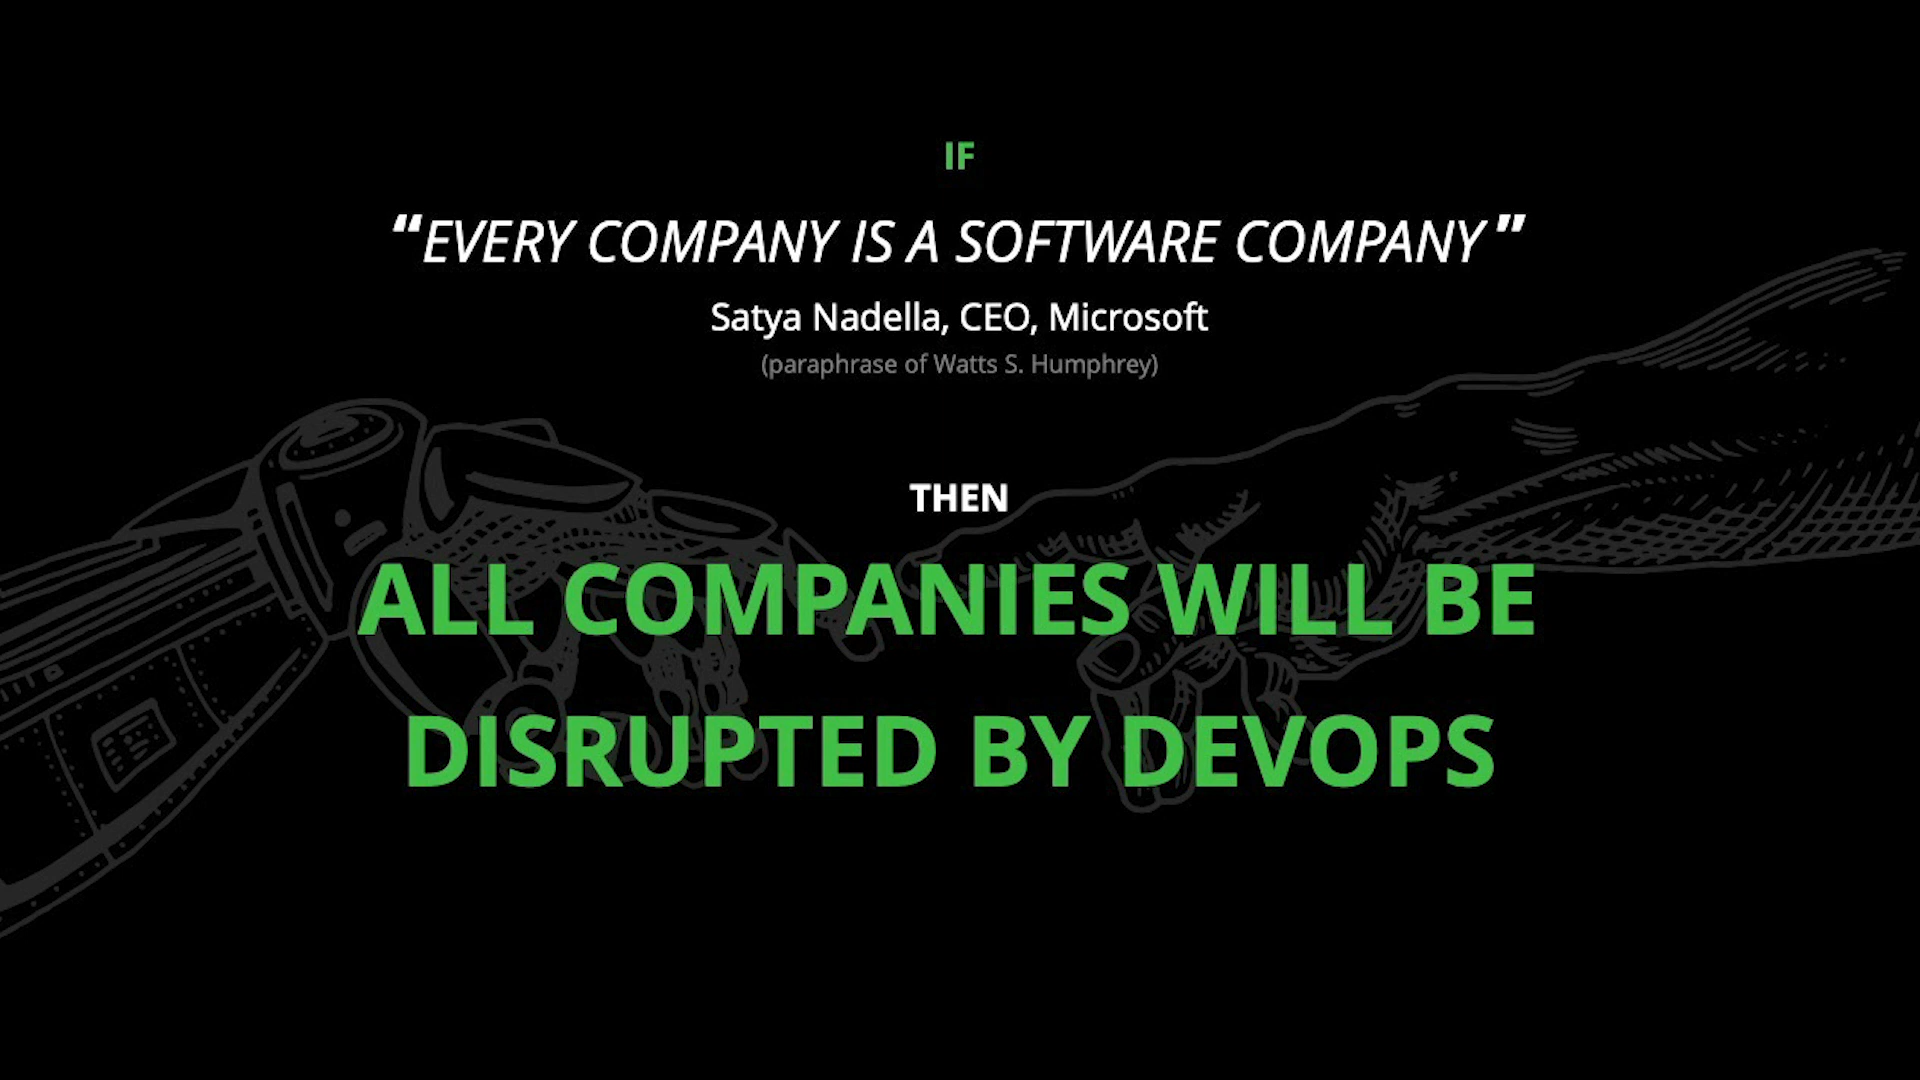 IF
“EVERY COMPANY IS A SOFTWARE COMPANY”
Satya Nadella, CEO, Microsoft
(paraphrase of Watts S. Humphrey)
THEN
ALL COMPANIES WILL BE
DISRUPTED BY DEVOPS